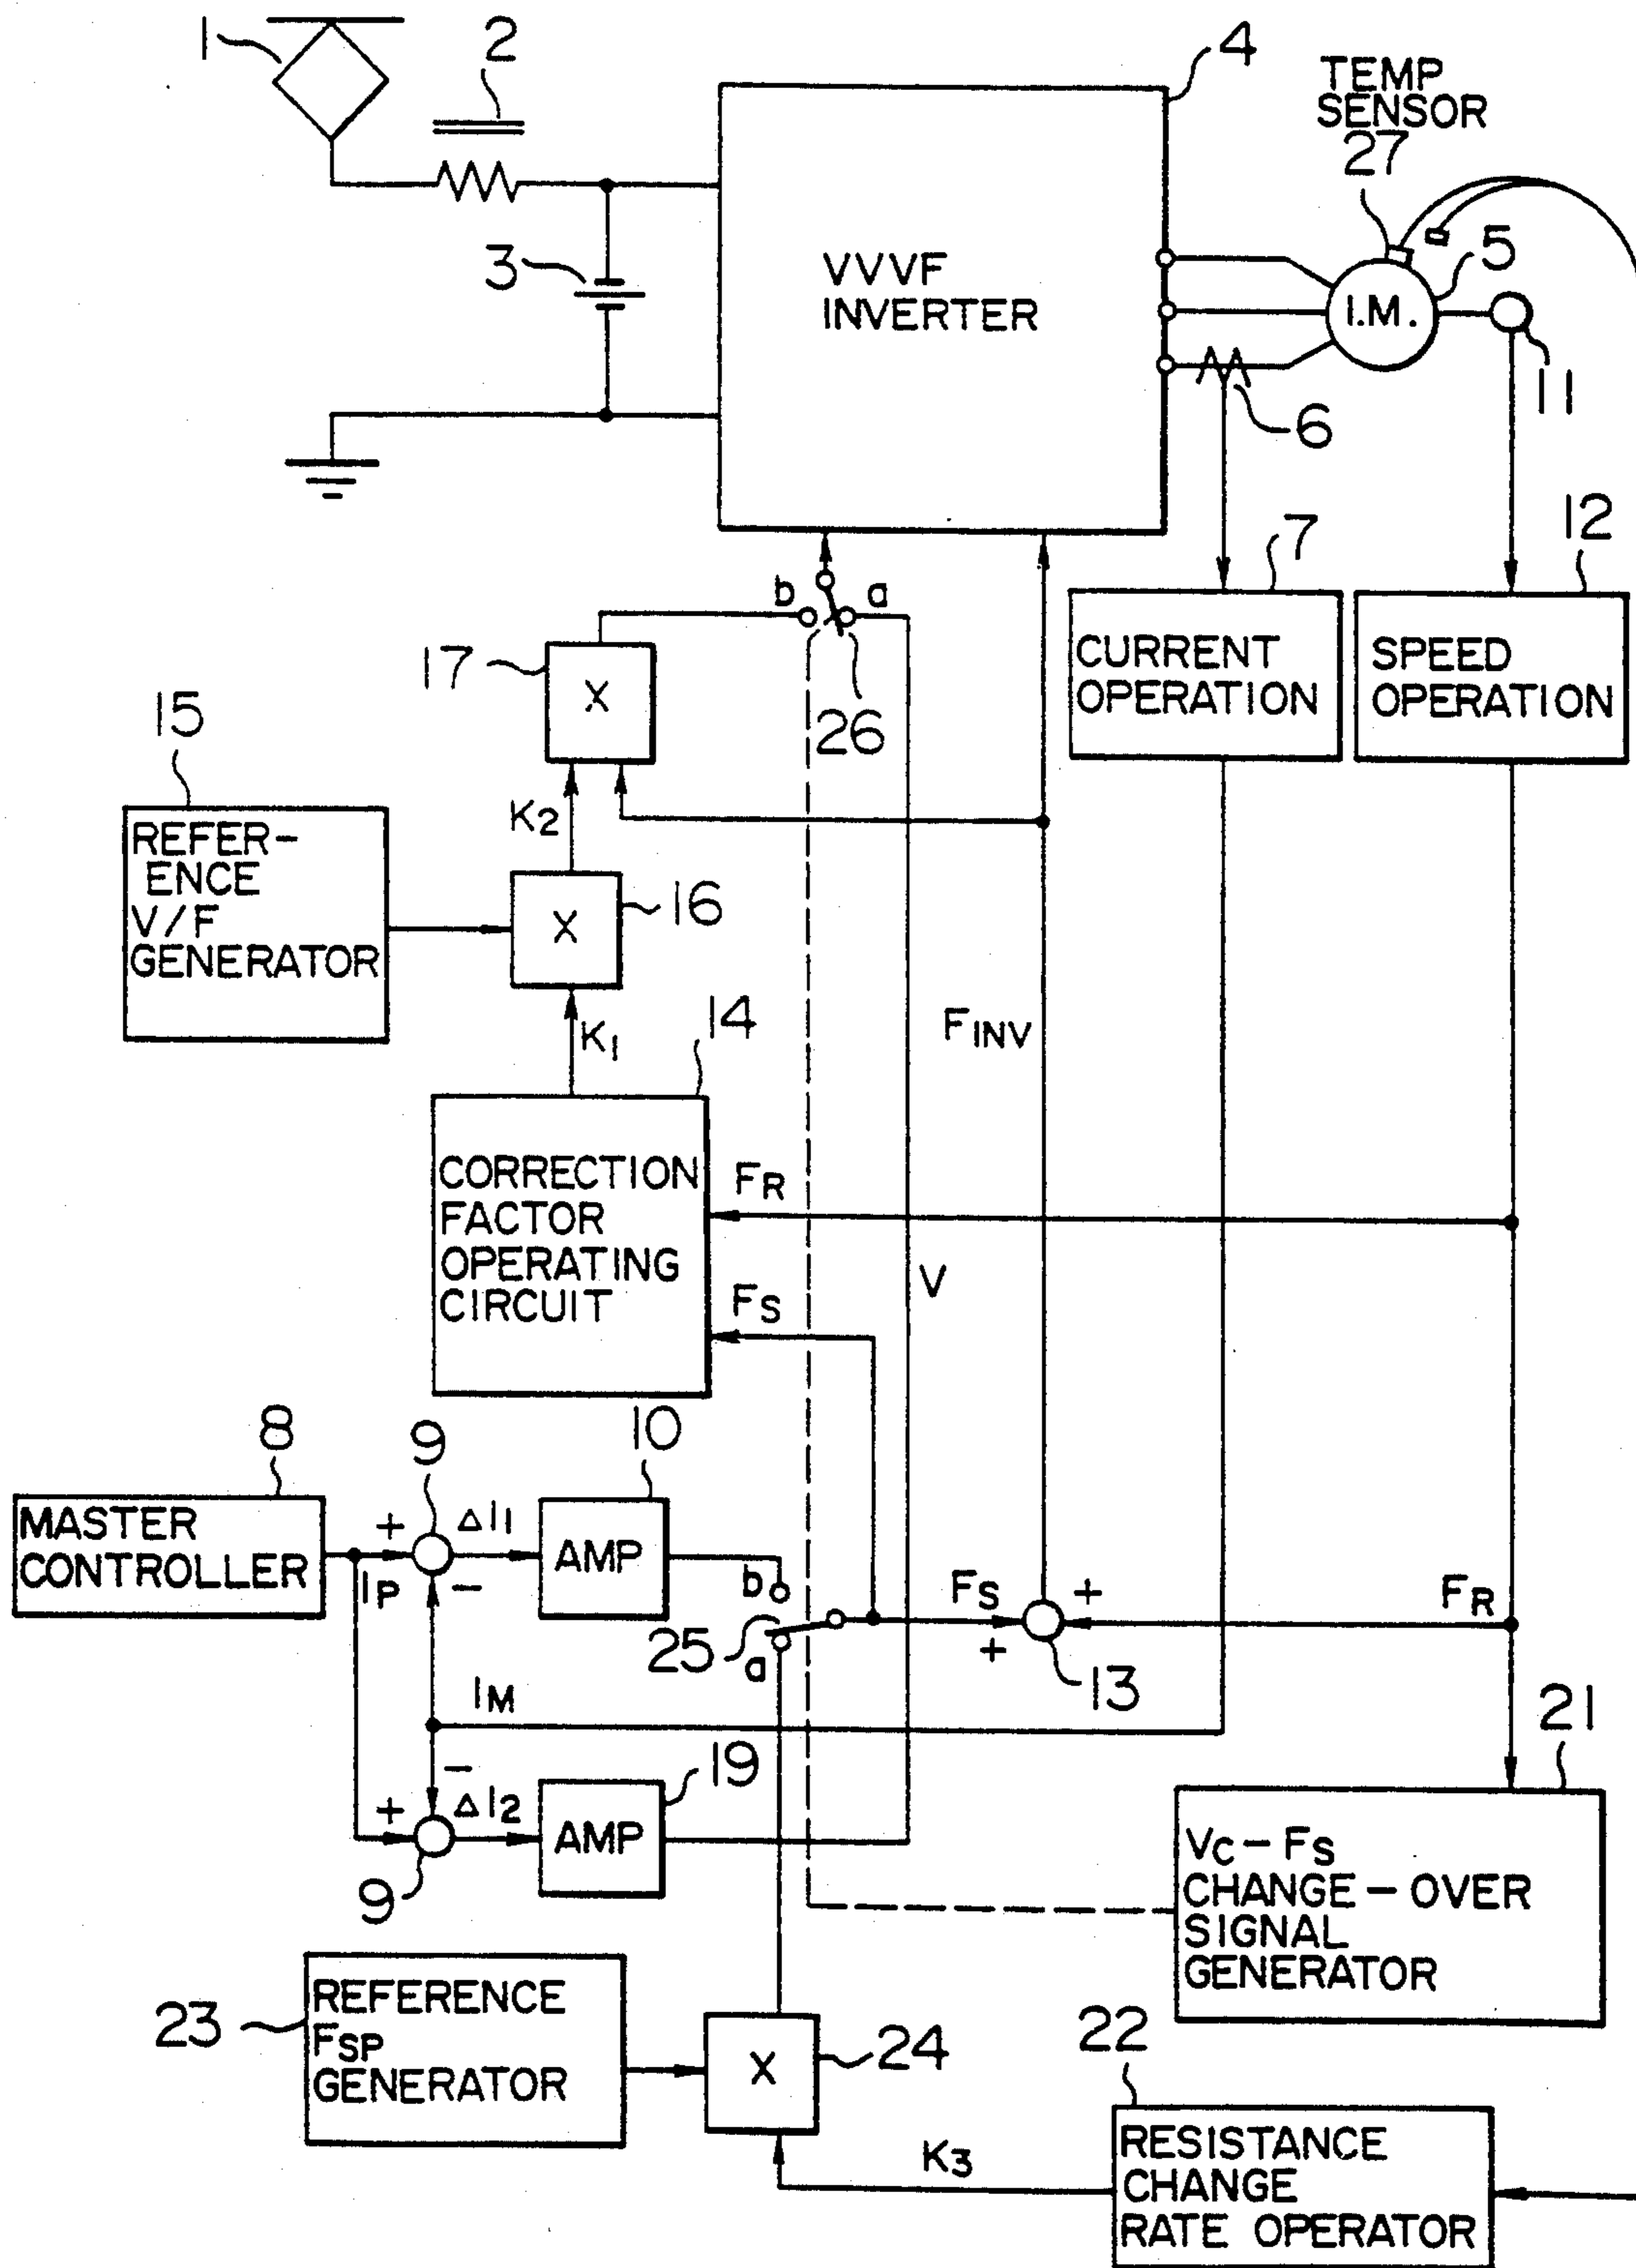 1
2
4
TEMP
SENSOR
27
3
VVVF
INVERTER
I.M.
5
11
6
7
12
b
a
17
X
26
CURRENT
OPERATION
SPEED
OPERATION
15
REFER-
ENCE
V/F
GENERATOR
K2
X
16
K1
14
FINV
CORRECTION
FACTOR
OPERATING
CIRCUIT
FR
FS
V
8
9
10
MASTER
CONTROLLER
+
IP
-
ΔI1
AMP
b
25
a
FS
+
+
13
FR
IM
21
-
+
ΔI2
19
AMP
9
VC-FS
CHANGE-OVER
SIGNAL
GENERATOR
23
REFERENCE
FSP
GENERATOR
X
24
22
K3
RESISTANCE
CHANGE
RATE OPERATOR